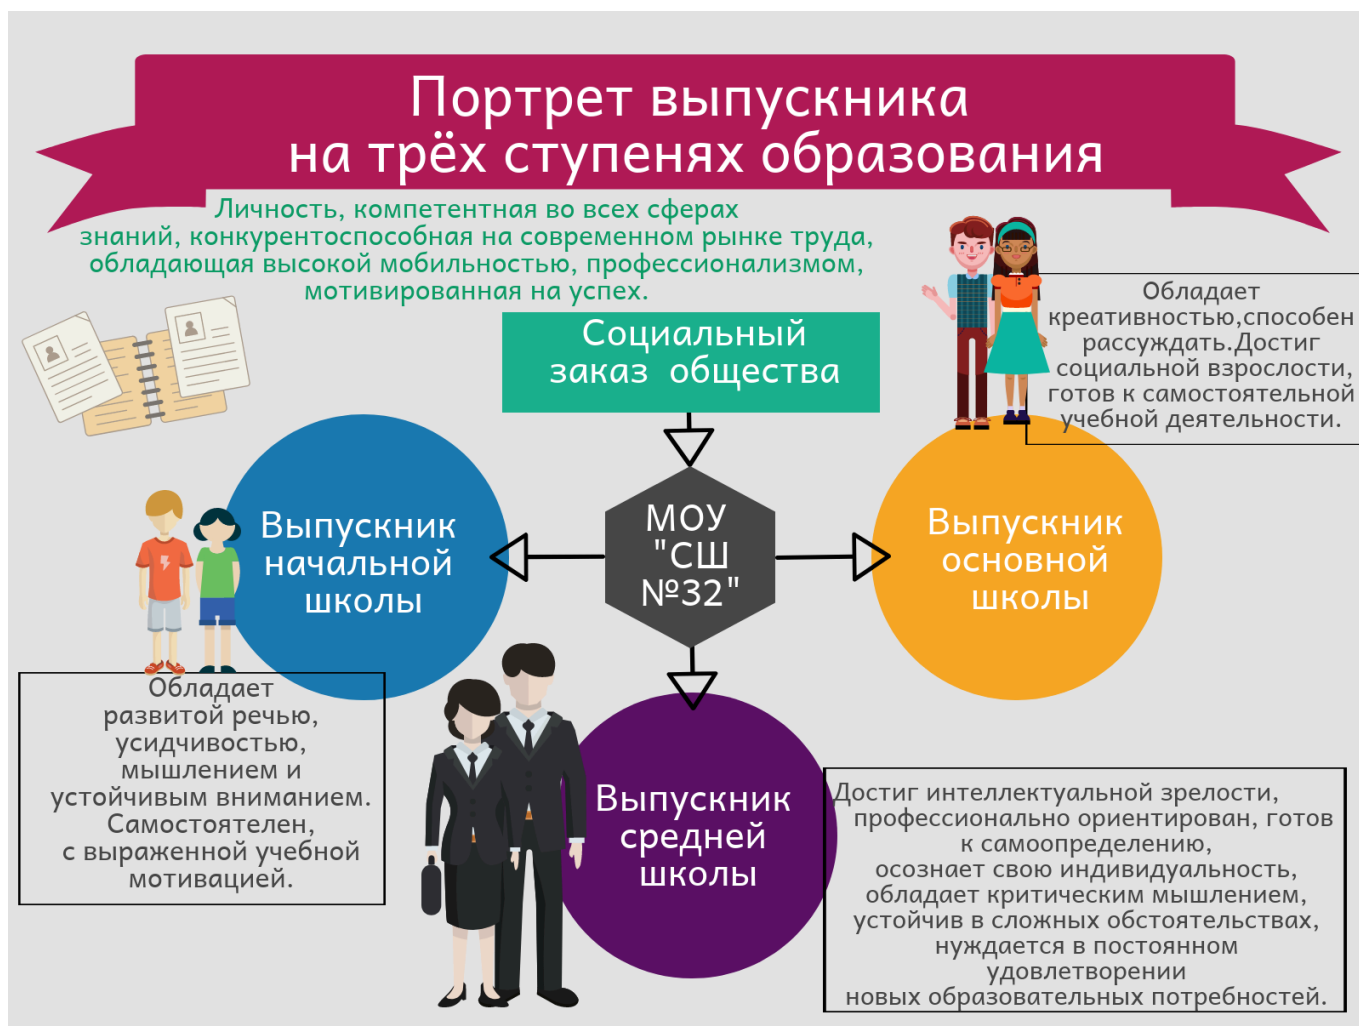 Портрет выпускника
на трёх ступенях образования
Личность, компетентная во всех сферах
знаний, конкурентоспособная на современном рынке труда,
обладающая высокой мобильностью, профессионализмом,
мотивированная на успех.
Социальный
заказ общества
Обладает
креативностью,способен
рассуждать.Достиг
социальной взрослости,
готов к самостоятельной
учебной деятельности.
Выпускник
начальной
школы
МОУ
"СШ
№32"
Выпускник
основной
школы
Обладает
развитой речью,
усидчивостью,
мышлением и
устойчивым вниманием.
Самостоятелен,
с выраженной учебной
мотивацией.
Выпускник
средней
школы
Достиг интеллектуальной зрелости,
профессионально ориентирован, готов
к самоопределению,
осознает свою индивидуальность,
обладает критическим мышлением,
устойчив в сложных обстоятельствах,
нуждается в постоянном
удовлетворении
новых образовательных потребностей.